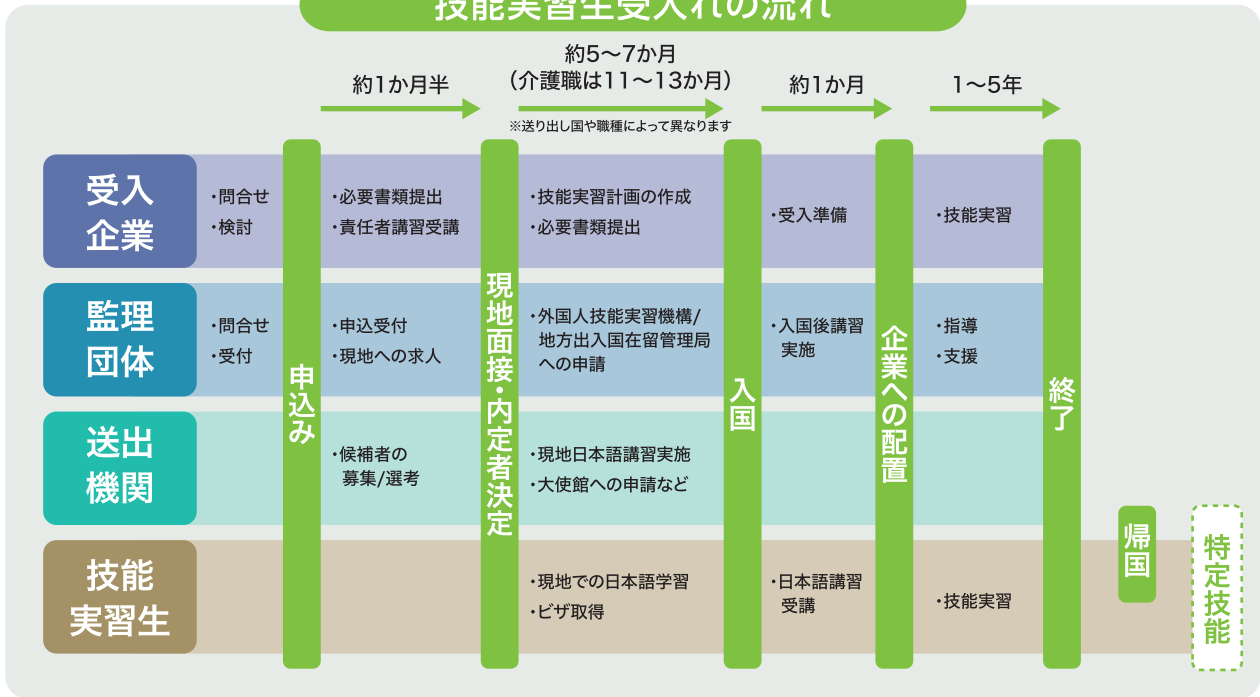 技能実習生受入れの流れ
約1か月半
約5〜7か月
（介護職は11〜13か月）
※送り出し国や職種によって異なります
約1か月
1〜5年
受入
企業
・問合せ
・検討
・必要書類提出
・責任者講習受講
・技能実習計画の作成
・必要書類提出
・受入準備
・技能実習
監理
団体
・問合せ
・受付
・申込受付
・現地への求人
・外国人技能実習機構/
地方出入国在留管理局
への申請
・入国後講習
実施
・指導
・支援
送出
機関
・候補者の
募集/選考
・現地日本語講習実施
・大使館への申請など
技能
実習生
・現地での日本語学習
・ビザ取得
・日本語講習
受講
・技能実習
申込み
現地面接・内定者決定
入国
企業への配置
終了
帰国
特定技能